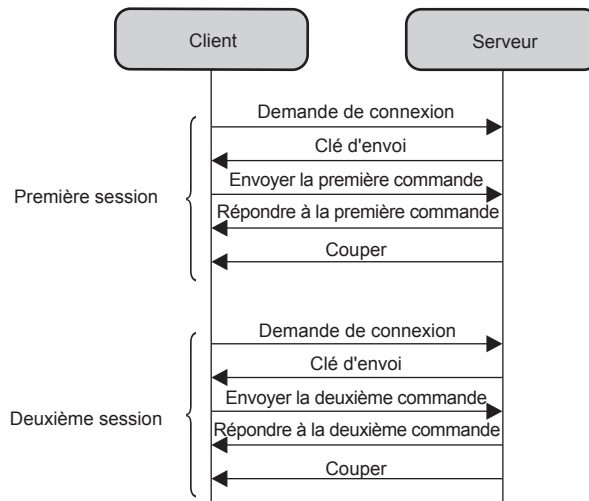 Client
Serveur
Demande de connexion
Clé d'envoi
Première session
Envoyer la première commande
Répondre à la première commande
Couper
Demande de connexion
Clé d'envoi
Deuxième session
Envoyer la deuxième commande
Répondre à la deuxième commande
Couper